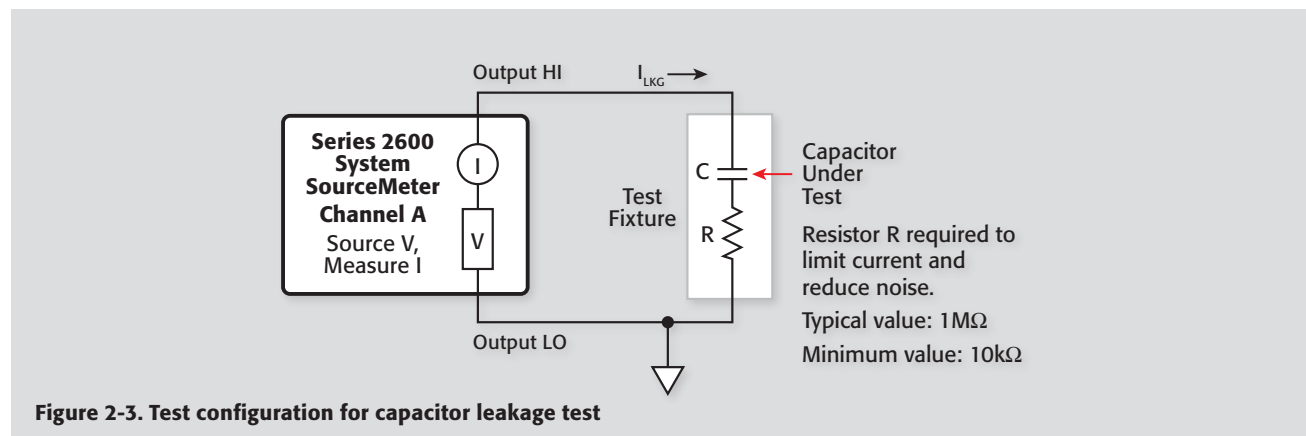 Output HI
I_LKG
Series 2600
System
SourceMeter
Channel A
Source V,
Measure I
I
V
Test
Fixture
C
R
Capacitor
Under
Test
Resistor R required to
limit current and
reduce noise.
Typical value: 1MΩ
Minimum value: 10kΩ
Output LO
Figure 2-3. Test configuration for capacitor leakage test